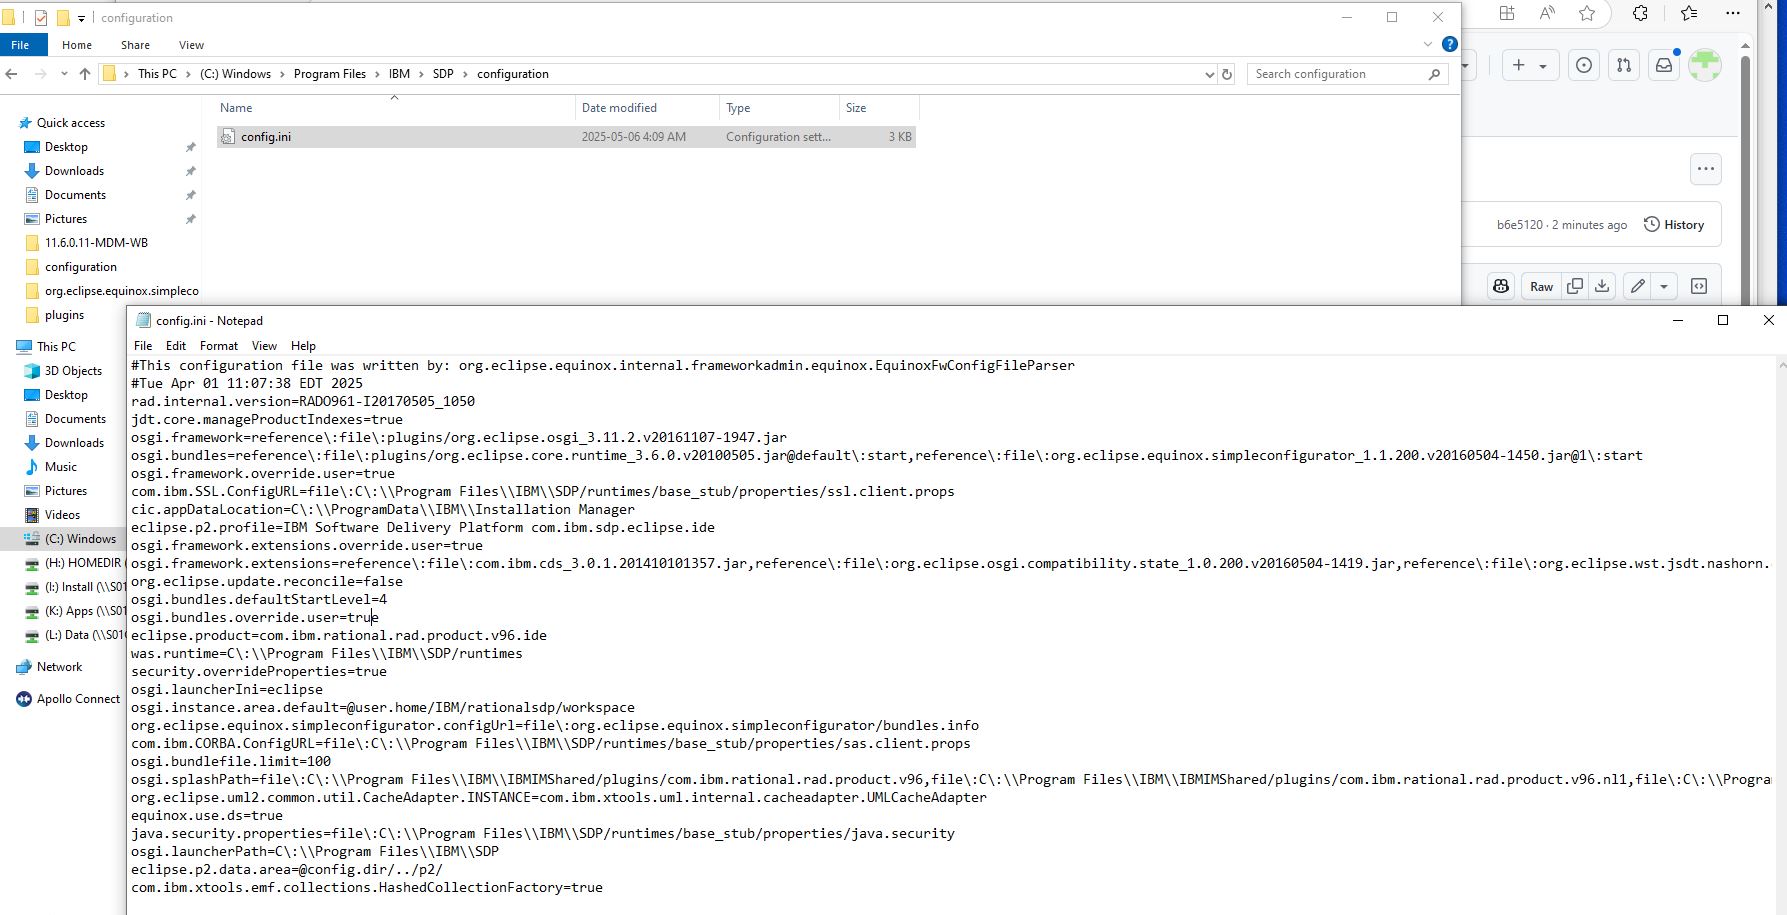 configuration
File
Home
Share
View
This PC
(C:) Windows
Program Files
IBM
SDP
configuration
Search configuration
Name
Date modified
Type
Size
config.ini
2025-05-06 4:09 AM
Configuration sett...
3 KB
Quick access
Desktop
Downloads
Documents
Pictures
11.6.0.11-MDM-WB
configuration
org.eclipse.equinox.simpleco
plugins
This PC
3D Objects
Desktop
Documents
Downloads
Music
Pictures
Videos
(C:) Windows
(H:) HOMEDIR (
(I:) Install (\\S01
(K:) Apps (\\S01
(L:) Data (\\S01
Network
Apollo Connect
b6e5120 · 2 minutes ago
History
Raw
config.ini - Notepad
File Edit Format View Help
#This configuration file was written by: org.eclipse.equinox.internal.frameworkadmin.equinox.EquinoxFwConfigFileParser
#Tue Apr 01 11:07:38 EDT 2025
rad.internal.version=RADO961-I20170505_1050
jdt.core.manageProductIndexes=true
osgi.framework=reference\:file\:plugins/org.eclipse.osgi_3.11.2.v20161107-1947.jar
osgi.bundles=reference\:file\:plugins/org.eclipse.core.runtime_3.6.0.v20100505.jar@default\:start,reference\:file\:org.eclipse.equinox.simpleconfigurator_1.1.200.v20160504-1450.jar@1\:start
osgi.framework.override.user=true
com.ibm.SSL.ConfigURL=file\:C\:\\Program Files\\IBM\\SDP/runtimes/base_stub/properties/ssl.client.props
cic.appDataLocation=C\:\\ProgramData\\IBM\\Installation Manager
eclipse.p2.profile=IBM Software Delivery Platform com.ibm.sdp.eclipse.ide
osgi.framework.extensions.override.user=true
osgi.framework.extensions=reference\:file\:com.ibm.cds_3.0.1.201410101357.jar,reference\:file\:org.eclipse.osgi.compatibility.state_1.0.200.v20160504-1419.jar,reference\:file\:org.eclipse.wst.jsdt.nashorn.
org.eclipse.update.reconcile=false
osgi.bundles.defaultStartLevel=4
osgi.bundles.override.user=true
eclipse.product=com.ibm.rational.rad.product.v96.ide
was.runtime=C\:\\Program Files\\IBM\\SDP/runtimes
security.overrideProperties=true
osgi.launcherIni=eclipse
osgi.instance.area.default=@user.home/IBM/rationalsdp/workspace
org.eclipse.equinox.simpleconfigurator.configUrl=file\:org.eclipse.equinox.simpleconfigurator/bundles.info
com.ibm.CORBA.ConfigURL=file\:C\:\\Program Files\\IBM\\SDP/runtimes/base_stub/properties/sas.client.props
osgi.bundlefile.limit=100
osgi.splashPath=file\:C\:\\Program Files\\IBM\\IBMIMShared/plugins/com.ibm.rational.rad.product.v96,file\:C\:\\Program Files\\IBM\\IBMIMShared/plugins/com.ibm.rational.rad.product.v96.nl1,file\:C\:\\Progra
org.eclipse.uml2.common.util.CacheAdapter.INSTANCE=com.ibm.xtools.uml.internal.cacheadapter.UMLCacheAdapter
equinox.use.ds=true
java.security.properties=file\:C\:\\Program Files\\IBM\\SDP/runtimes/base_stub/properties/java.security
osgi.launcherPath=C\:\\Program Files\\IBM\\SDP
eclipse.p2.data.area=@config.dir/../p2/
com.ibm.xtools.emf.collections.HashedCollectionFactory=true